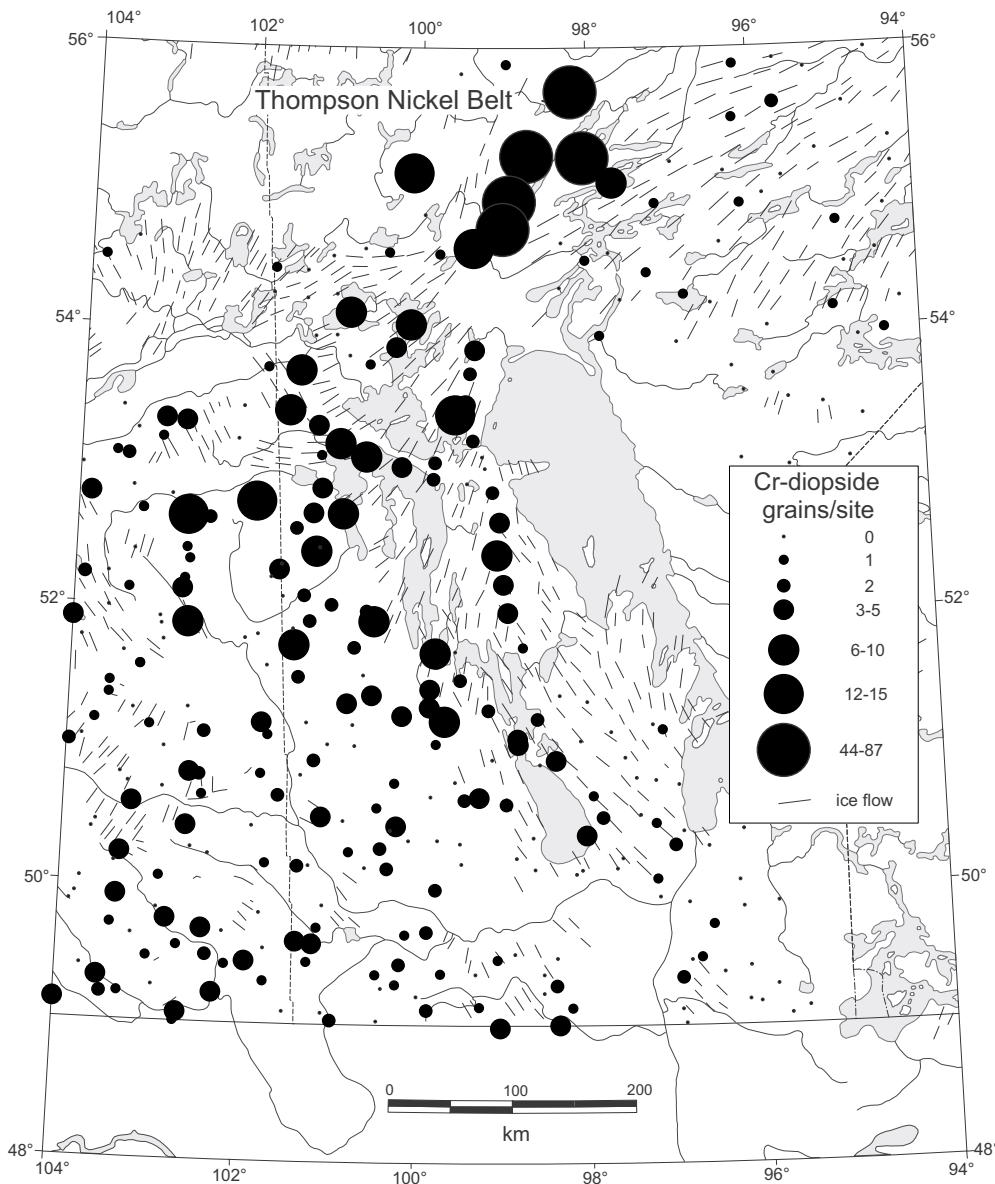 104° 102° 100° 98° 96° 94°
56° 56°
Thompson Nickel Belt
54° 54°
Cr-diopside
grains/site
0
1
2
3-5
6-10
12-15
44-87
ice flow
52° 52°
50° 50°
0 100 200
km
48° 48°
104° 102° 100° 98° 96° 94°